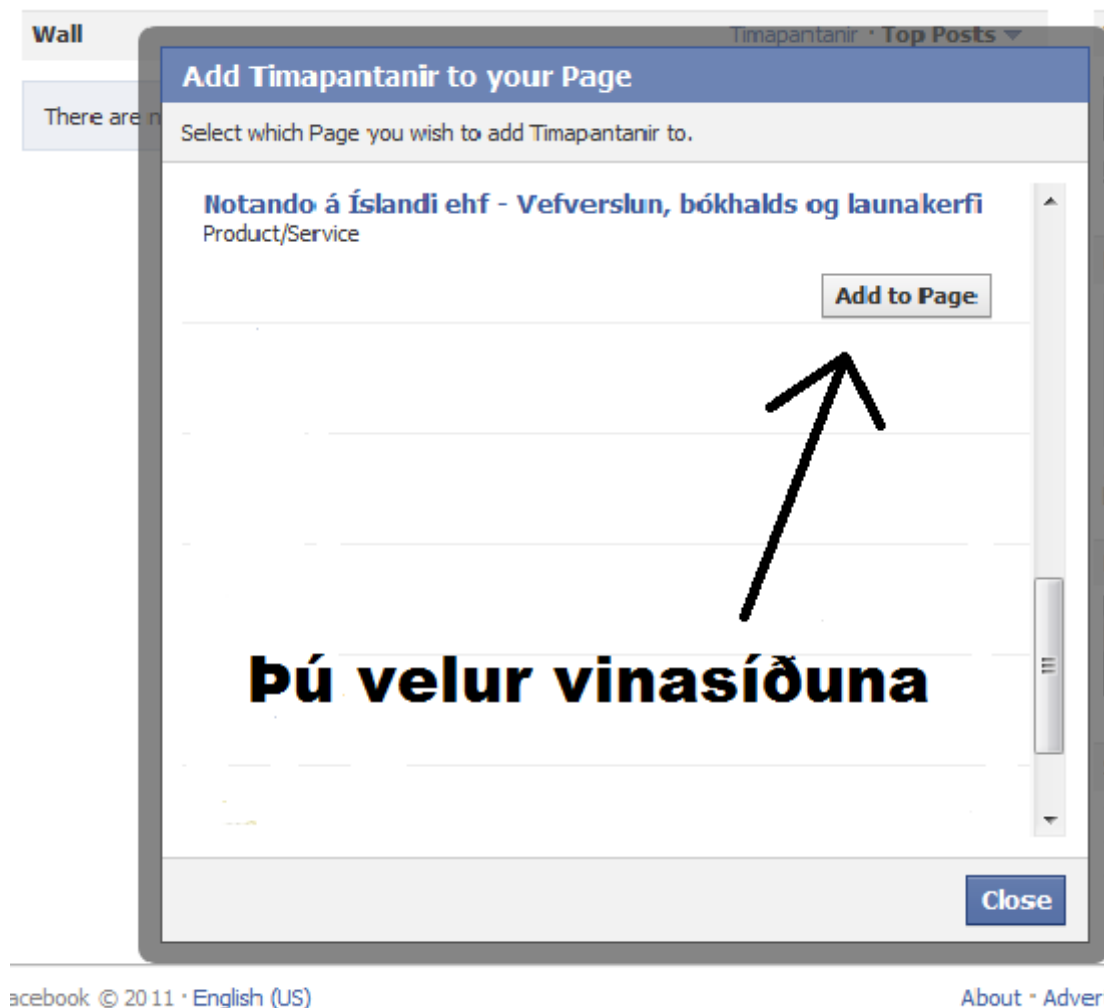 Wall
Timapantanir · Top Posts
Add Timapantanir to your Page
There are n
Select which Page you wish to add Timapantanir to.
Notando á Íslandi ehf - Vefverslun, bókhalds og launakerfi
Product/Service
Add to Page
Þú velur vinasíðuna
Close
acebook © 2011 · English (US)
About · Adver